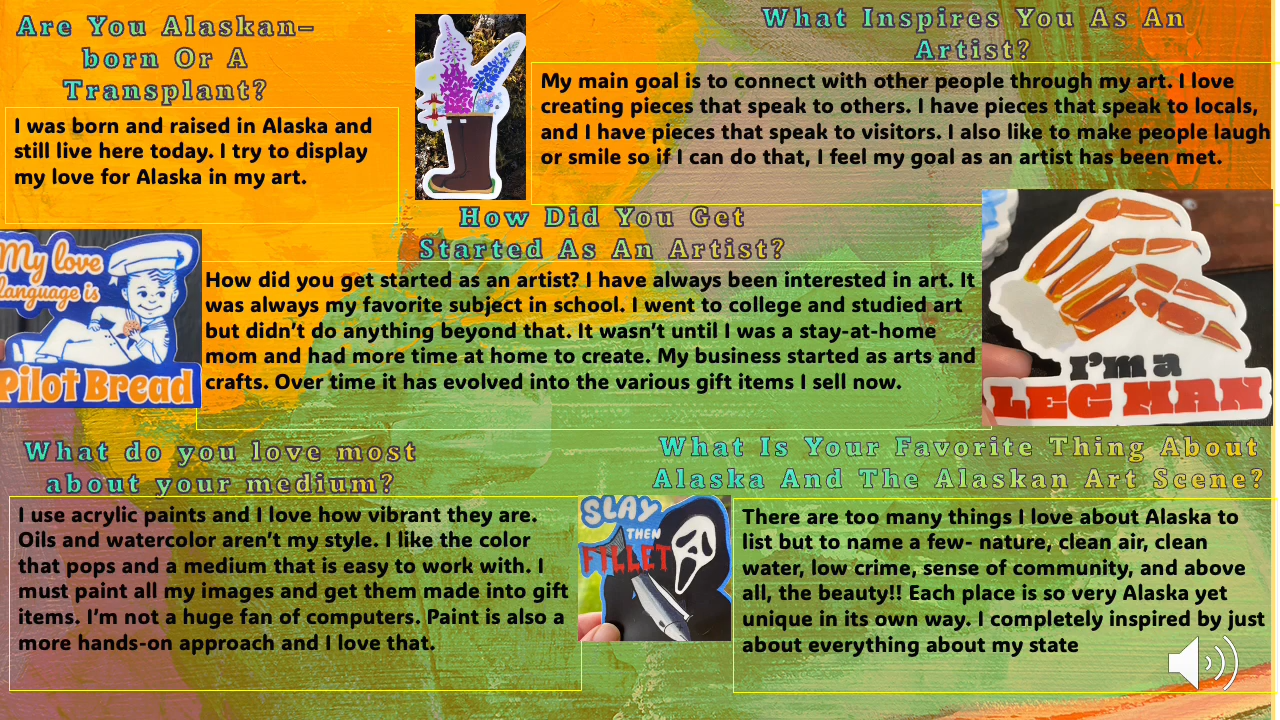 Are You Alaskan–
born Or A
Transplant?
I was born and raised in Alaska and
still live here today. I try to display
my love for Alaska in my art.
What Inspires You As An
Artist?
My main goal is to connect with other people through my art. I love
creating pieces that speak to others. I have pieces that speak to locals,
and I have pieces that speak to visitors. I also like to make people laugh
or smile so if I can do that, I feel my goal as an artist has been met.
How Did You Get
Started As An Artist?
How did you get started as an artist? I have always been interested in art. It
was always my favorite subject in school. I went to college and studied art
but didn’t do anything beyond that. It wasn’t until I was a stay-at-home
mom and had more time at home to create. My business started as arts and
crafts. Over time it has evolved into the various gift items I sell now.
My love
language is
Pilot Bread
I'm a
LEG MAN
What do you love most
about your medium?
I use acrylic paints and I love how vibrant they are.
Oils and watercolor aren’t my style. I like the color
that pops and a medium that is easy to work with. I
must paint all my images and get them made into gift
items. I’m not a huge fan of computers. Paint is also a
more hands-on approach and I love that.
SLAY
THEN
FILLET
What Is Your Favorite Thing About
Alaska And The Alaskan Art Scene?
There are too many things I love about Alaska to
list but to name a few- nature, clean air, clean
water, low crime, sense of community, and above
all, the beauty!! Each place is so very Alaska yet
unique in its own way. I completely inspired by just
about everything about my state